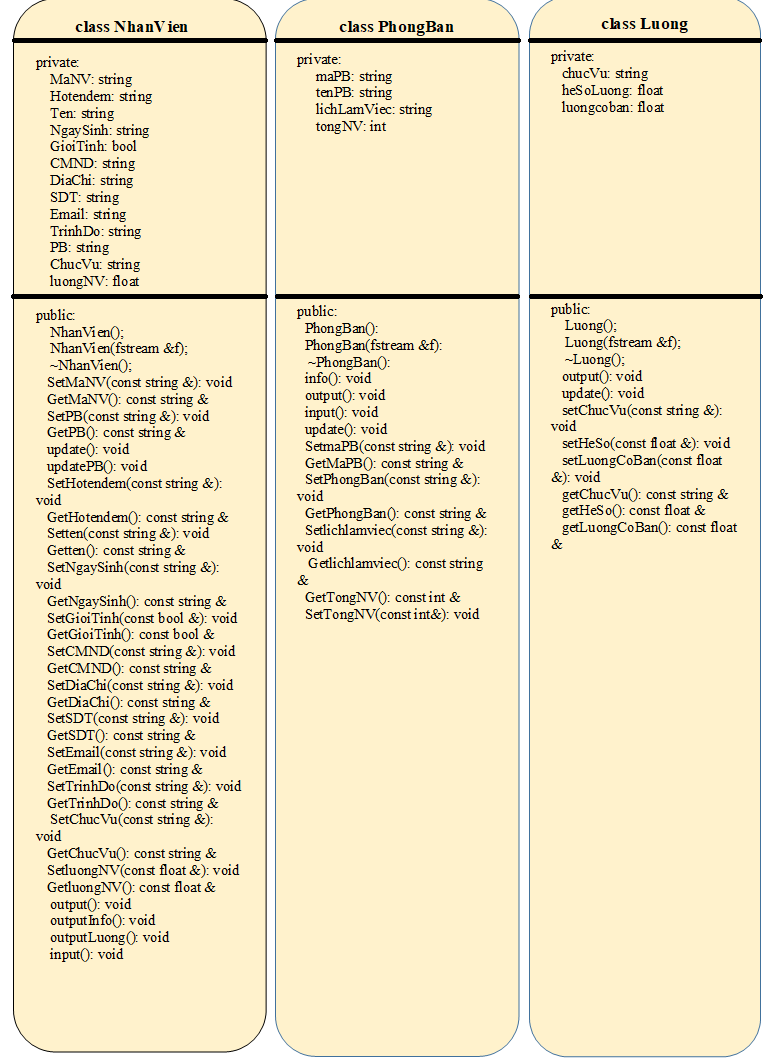 class NhanVien
private:
MaNV: string
Hotendem: string
Ten: string
NgaySinh: string
GioiTinh: bool
CMND: string
DiaChi: string
SDT: string
Email: string
TrinhDo: string
PB: string
ChucVu: string
luongNV: float
public:
NhanVien();
NhanVien(fstream &f);
~NhanVien();
SetMaNV(const string &): void
GetMaNV(): const string &
SetPB(const string &): void
GetPB(): const string &
update(): void
updatePB(): void
SetHotendem(const string &):
void
GetHotendem(): const string &
Setten(const string &): void
Getten(): const string &
SetNgaySinh(const string &):
void
GetNgaySinh(): const string &
SetGioiTinh(const bool &): void
GetGioiTinh(): const bool &
SetCMND(const string &): void
GetCMND(): const string &
SetDiaChi(const string &): void
GetDiaChi(): const string &
SetSDT(const string &): void
GetSDT(): const string &
SetEmail(const string &): void
GetEmail(): const string &
SetTrinhDo(const string &): void
GetTrinhDo(): const string &
SetChucVu(const string &):
void
GetChucVu(): const string &
SetluongNV(const float &): void
GetluongNV(): const float &
output(): void
outputInfo(): void
outputLuong(): void
input(): void
class PhongBan
private:
maPB: string
tenPB: string
lichLamViec: string
tongNV: int
public:
PhongBan():
PhongBan(fstream &f):
~PhongBan():
info(): void
output(): void
input(): void
update(): void
SetmaPB(const string &): void
GetMaPB(): const string &
SetPhongBan(const string &):
void
GetPhongBan(): const string &
Setlichlamviec(const string &):
void
Getlichlamviec(): const string
&
GetTongNV(): const int &
SetTongNV(const int&): void
class Luong
private:
chucVu: string
heSoLuong: float
luongcoban: float
public:
Luong();
Luong(fstream &f);
~Luong();
output(): void
update(): void
setChucVu(const string &):
void
setHeSo(const float &): void
setLuongCoBan(const float
&): void
getChucVu(): const string &
getHeSo(): const float &
getLuongCoBan(): const float
&